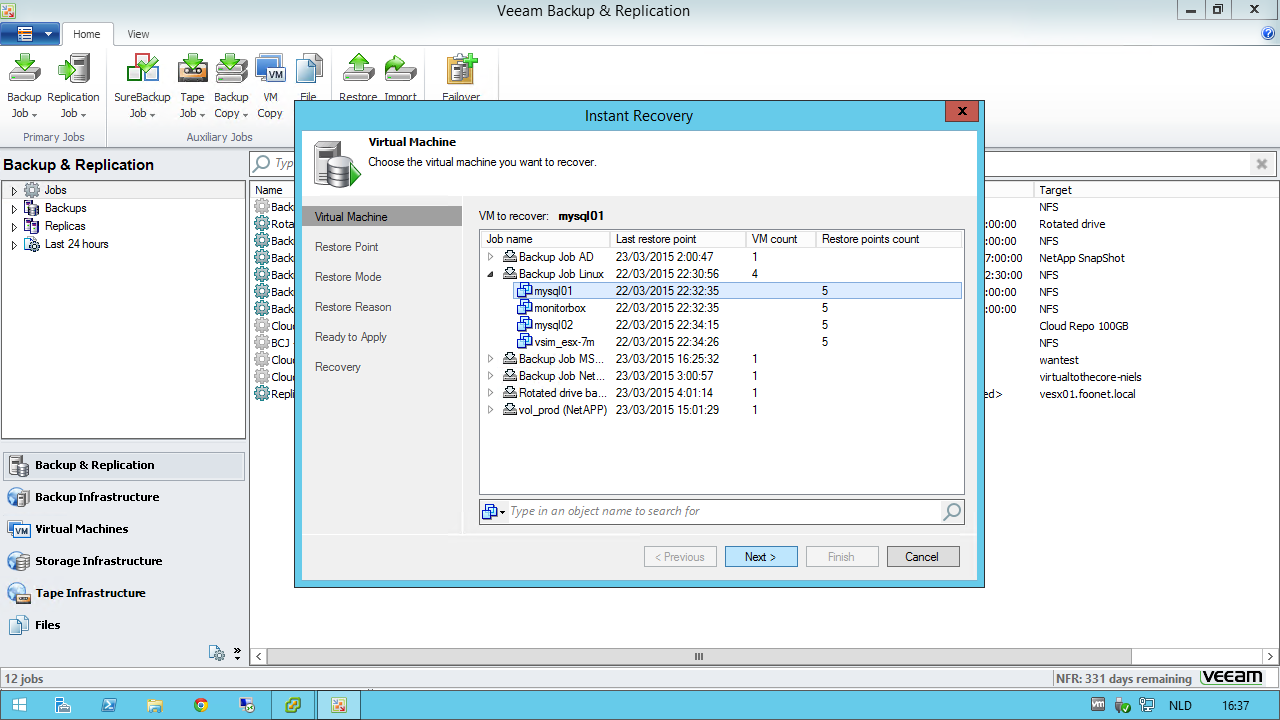 Veeam Backup & Replication
Home View
Backup Job
Replication Job
SureBackup Job
Tape Job
Backup Copy
VM Copy
File
Restore
Import
Failover
Primary Jobs
Auxiliary Jobs
Backup & Replication
Jobs
Backups
Replicas
Last 24 hours
Backup & Replication
Backup Infrastructure
Virtual Machines
Storage Infrastructure
Tape Infrastructure
Files
Name
Back
Rota
Back
Back
Back
Back
Back
Cloud
BCJ -
Cloud
Cloud
Repli
Instant Recovery
Virtual Machine
Choose the virtual machine you want to recover.
Virtual Machine
Restore Point
Restore Mode
Restore Reason
Ready to Apply
Recovery
VM to recover: mysql01
Job name Last restore point VM count Restore points count
Backup Job AD 23/03/2015 2:00:47 1
Backup Job Linux 22/03/2015 22:30:56 4
mysql01 22/03/2015 22:32:35 5
monitorbox 22/03/2015 22:32:35 5
mysql02 22/03/2015 22:34:15 5
vsim_esx-7m 22/03/2015 22:34:26 5
Backup Job MS... 23/03/2015 16:25:32 1
Backup Job Net... 23/03/2015 3:00:57 1
Rotated drive ba... 23/03/2015 4:01:14 1
vol_prod (NetAPP) 23/03/2015 15:01:29 1
Type in an object name to search for
< Previous Next > Finish Cancel
Target
NFS
:00:00 Rotated drive
:00:00 NFS
7:00:00 NetApp SnapShot
2:30:00 NFS
:00:00 NFS
:00:00 NFS
Cloud Repo 100GB
NFS
wantest
virtualtothecore-niels
ed> vesx01.foonet.local
12 jobs
NFR: 331 days remaining veeam
NLD 16:37